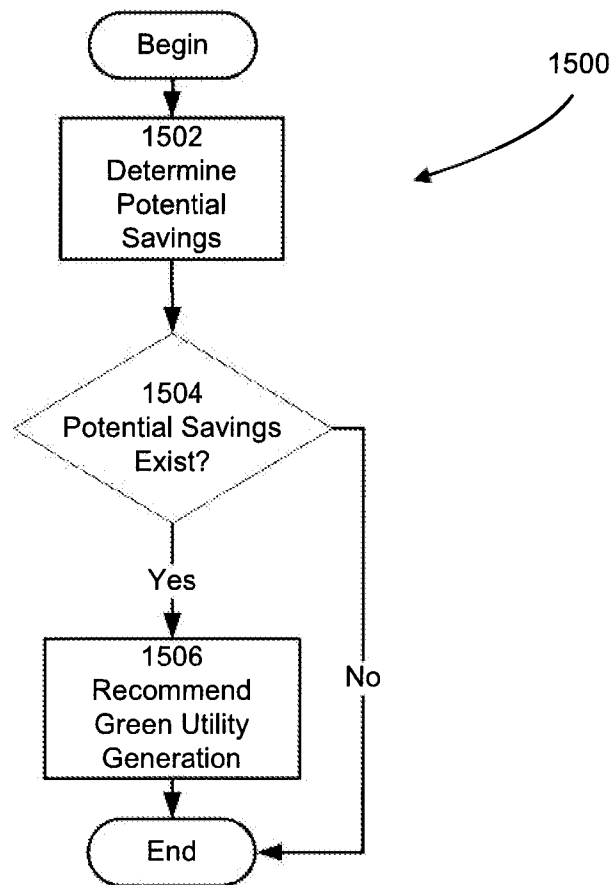 Begin
1500
1502
Determine
Potential
Savings
1504
Potential Savings
Exist?
Yes
No
1506
Recommend
Green Utility
Generation
End